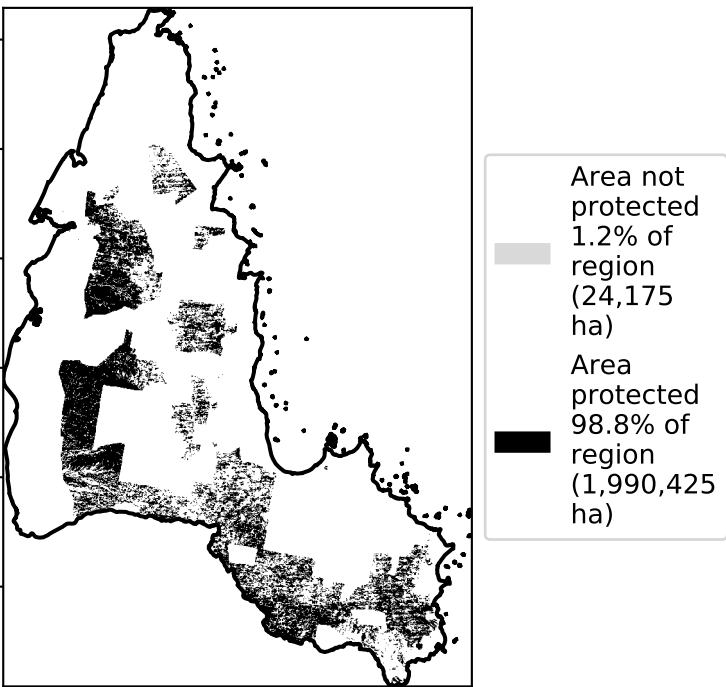 Area not
protected
1.2% of
region
(24,175
ha)
Area
protected
98.8% of
region
(1,990,425
ha)